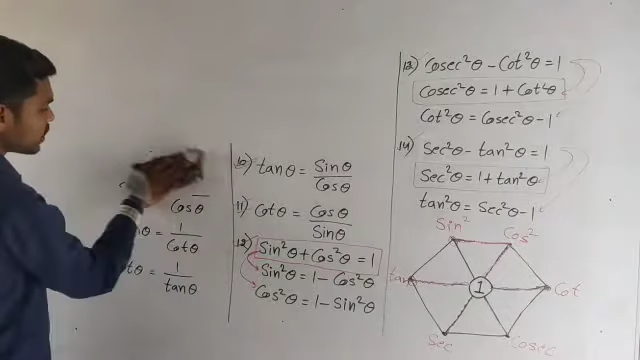 Cosθ
θ = 1/Cotθ
tθ = 1/tanθ
10) tanθ = Sinθ/Cosθ
11) Cotθ = Cosθ/Sinθ
12) Sin²θ + Cos²θ = 1
Sin²θ = 1 - Cos²θ
Cos²θ = 1 - Sin²θ
13) Cosec²θ - Cot²θ = 1
Cosec²θ = 1 + Cot²θ
Cot²θ = Cosec²θ - 1
14) Sec²θ - tan²θ = 1
Sec²θ = 1 + tan²θ
tan²θ = Sec²θ - 1
Sin²
Cos²
tan
1
Cot
Sec
Cosec